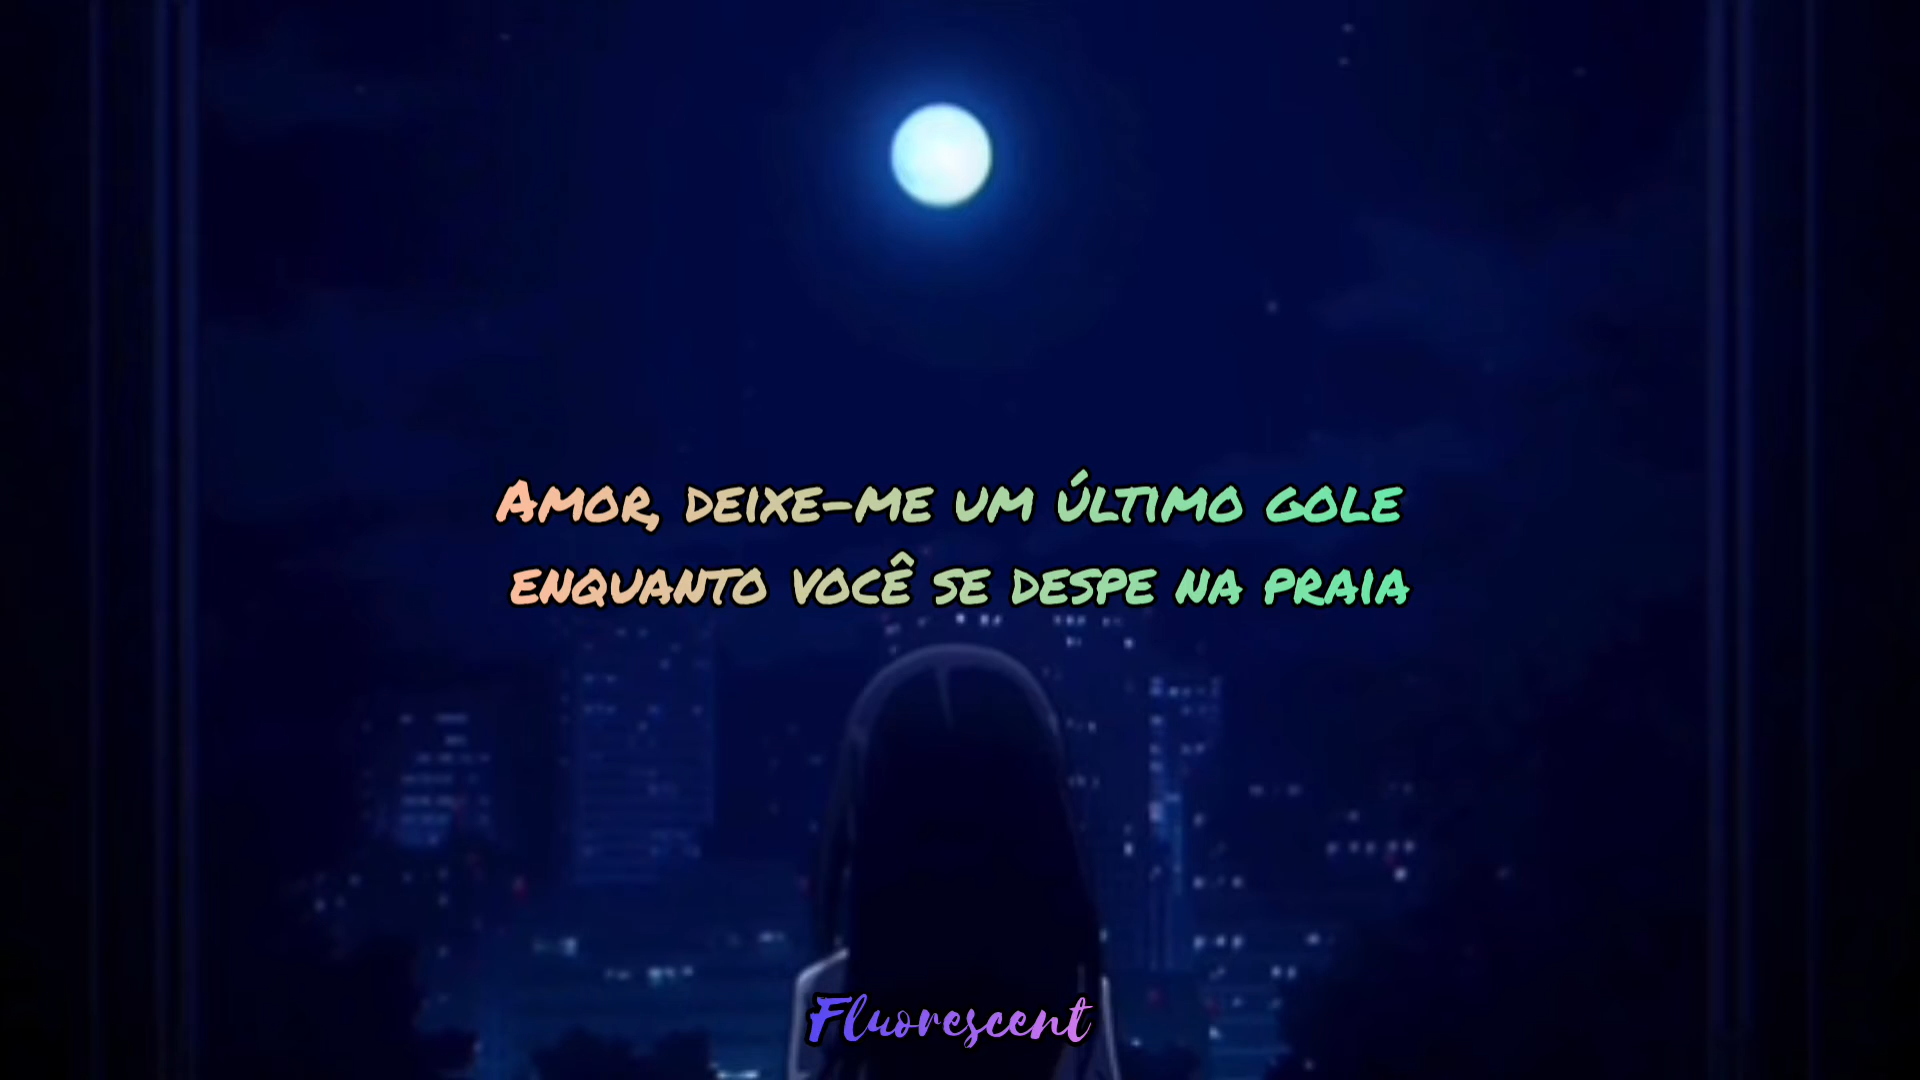 Amor, deixe-me um último gole
enquanto você se despe na praia
Fluorescent